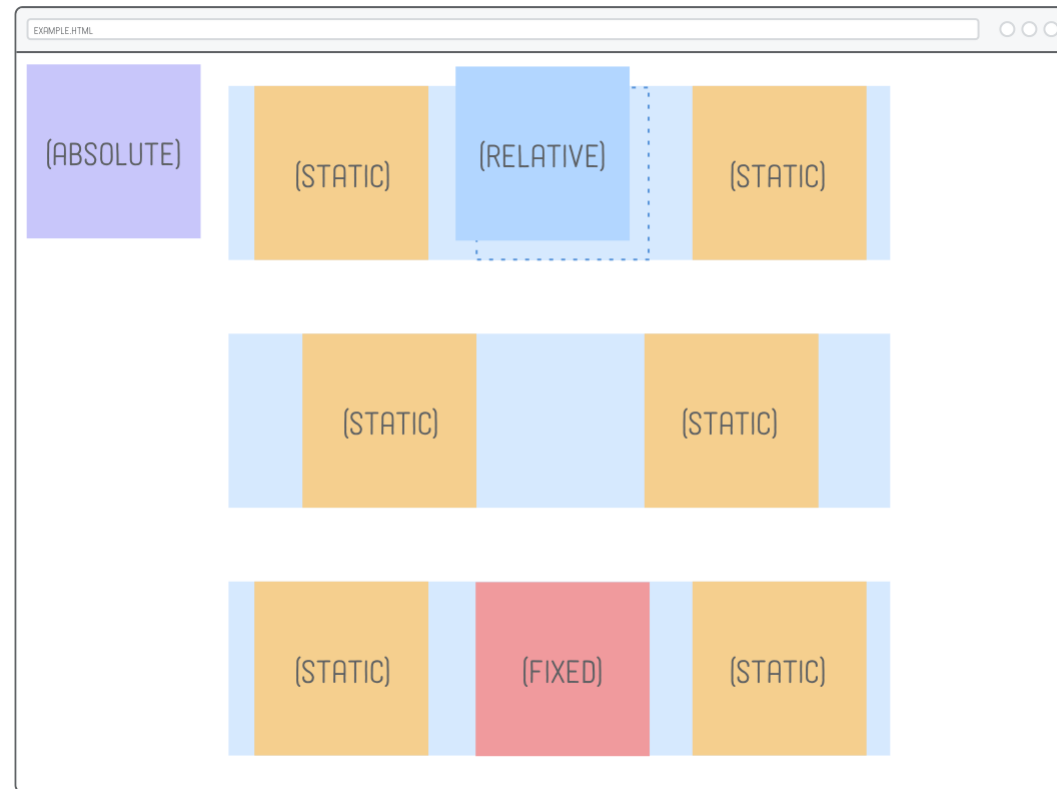 EXAMPLE.HTML
(ABSOLUTE)
(STATIC)
(RELATIVE)
(STATIC)
(STATIC)
(STATIC)
(STATIC)
(FIXED)
(STATIC)